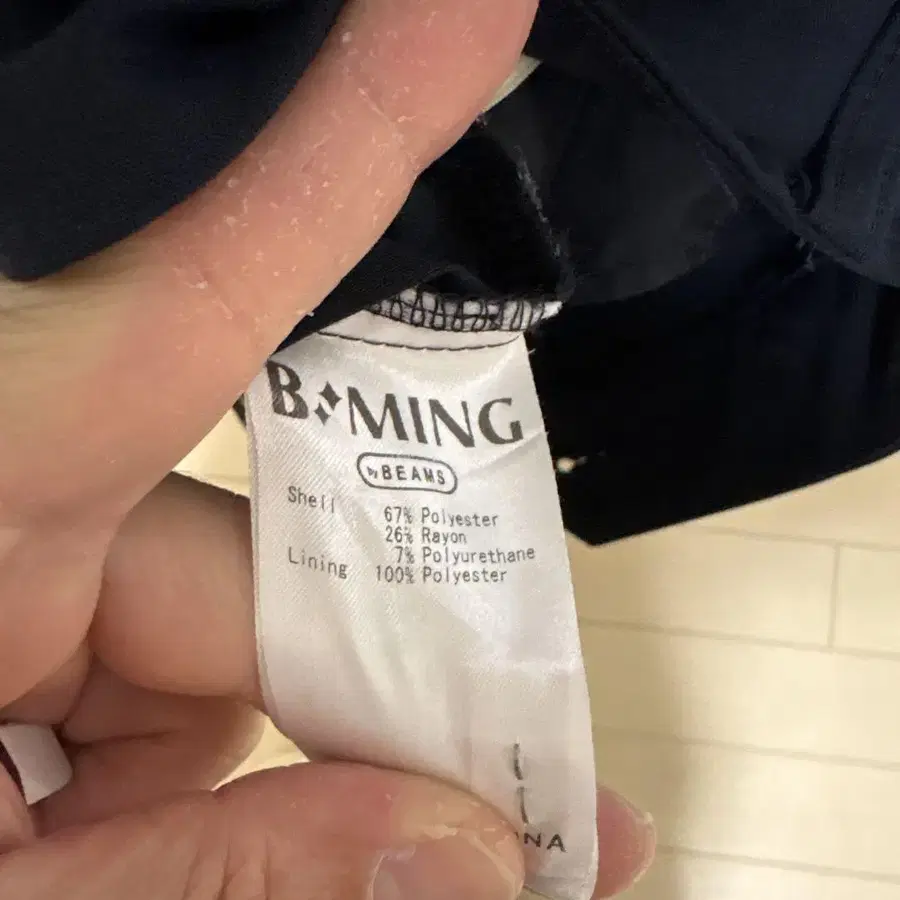 B MING
by BEAMS
Shell 67% Polyester
26% Rayon
7% Polyurethane
Lining 100% Polyester